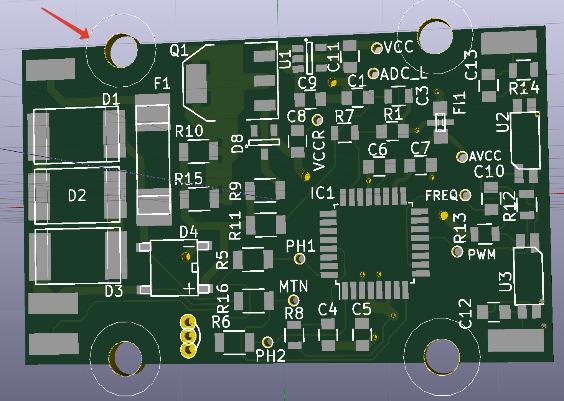 Q1
U1
C11
VCC
C13
ADC_L
D1
F1
C9
C1
C3
FI1
R14
R10
D8
C8
VCCR
R7
R1
U2
D2
R15
R9
C6
C7
AVCC
C10
IC1
FREQ
R12
R11
D4
R13
R5
PH1
PWM
D3
+
R16
MTN
U3
R6
R8
C4
C5
C12
PH2